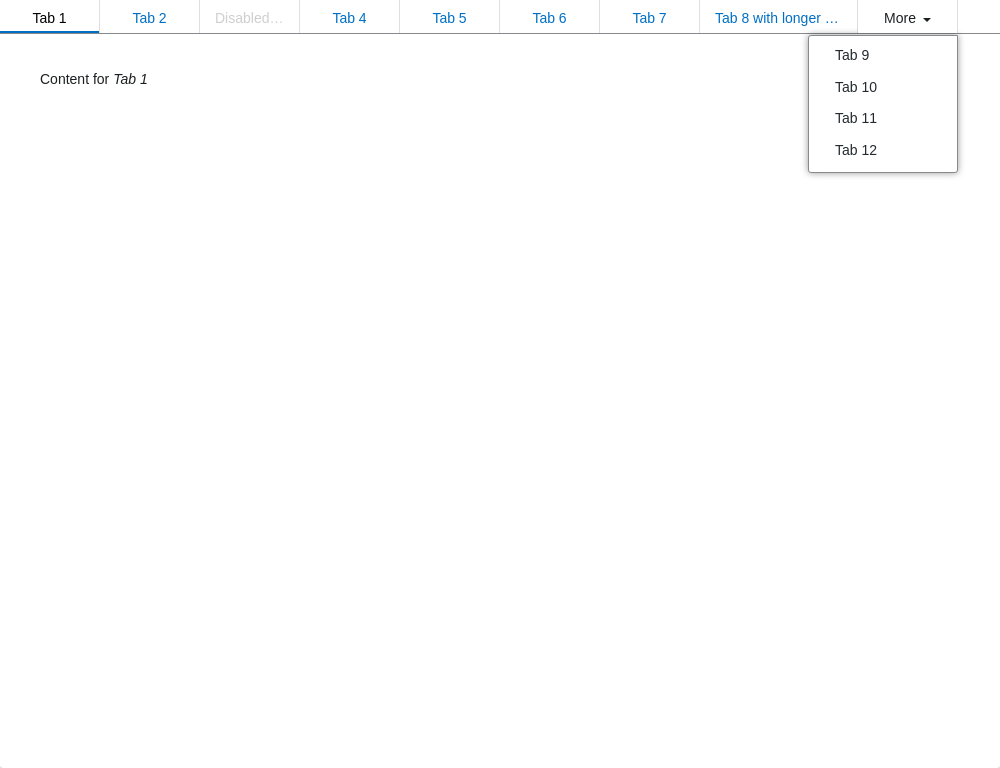 Tab 1 Tab 2 Disabled… Tab 4 Tab 5 Tab 6 Tab 7 Tab 8 with longer … More
Tab 9
Content for Tab 1
Tab 10
Tab 11
Tab 12